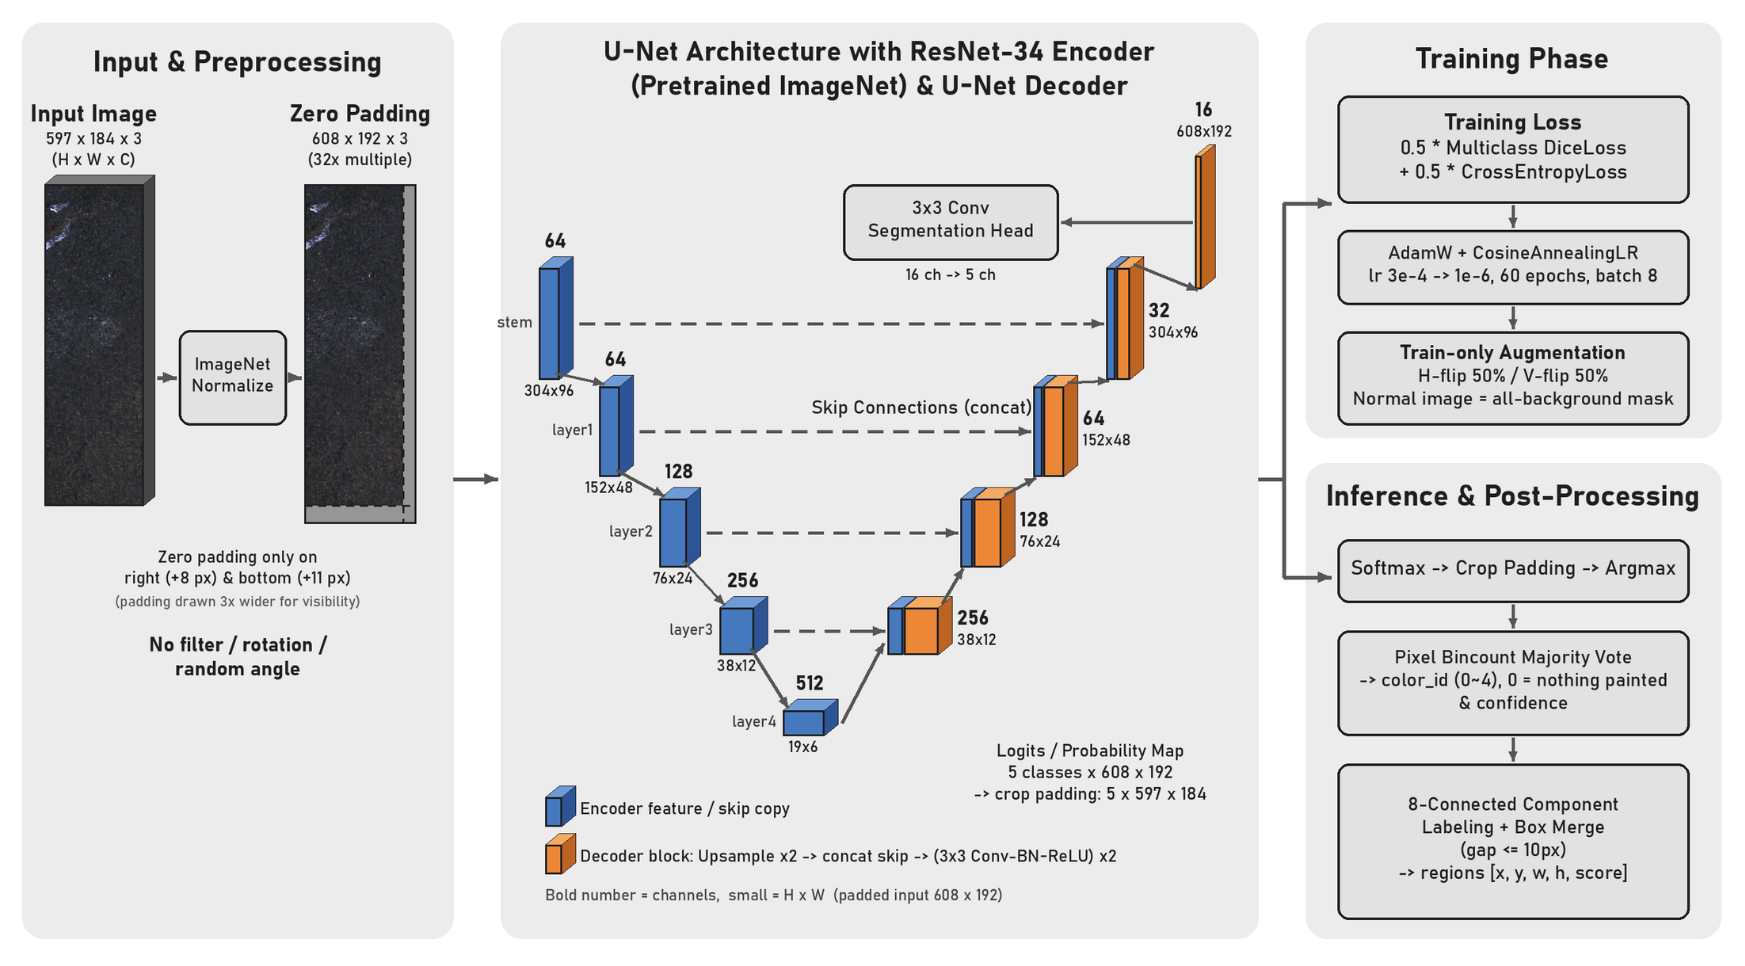 Input & Preprocessing
Input Image
597 x 184 x 3
(H x W x C)
Zero Padding
608 x 192 x 3
(32x multiple)
ImageNet
Normalize
Zero padding only on
right (+8 px) & bottom (+11 px)
(padding drawn 3x wider for visibility)
No filter / rotation /
random angle
U-Net Architecture with ResNet-34 Encoder
(Pretrained ImageNet) & U-Net Decoder
16
608x192
3x3 Conv
Segmentation Head
16 ch -> 5 ch
64
stem
304x96
32
304x96
64
layer1
152x48
Skip Connections (concat)
64
152x48
128
layer2
76x24
128
76x24
256
layer3
38x12
256
38x12
512
layer4
19x6
Logits / Probability Map
5 classes x 608 x 192
-> crop padding: 5 x 597 x 184
Encoder feature / skip copy
Decoder block: Upsample x2 -> concat skip -> (3x3 Conv-BN-ReLU) x2
Bold number = channels, small = H x W (padded input 608 x 192)
Training Phase
Training Loss
0.5 * Multiclass DiceLoss
+ 0.5 * CrossEntropyLoss
AdamW + CosineAnnealingLR
lr 3e-4 -> 1e-6, 60 epochs, batch 8
Train-only Augmentation
H-flip 50% / V-flip 50%
Normal image = all-background mask
Inference & Post-Processing
Softmax -> Crop Padding -> Argmax
Pixel Bincount Majority Vote
-> color_id (0~4), 0 = nothing painted
& confidence
8-Connected Component
Labeling + Box Merge
(gap <= 10px)
-> regions [x, y, w, h, score]